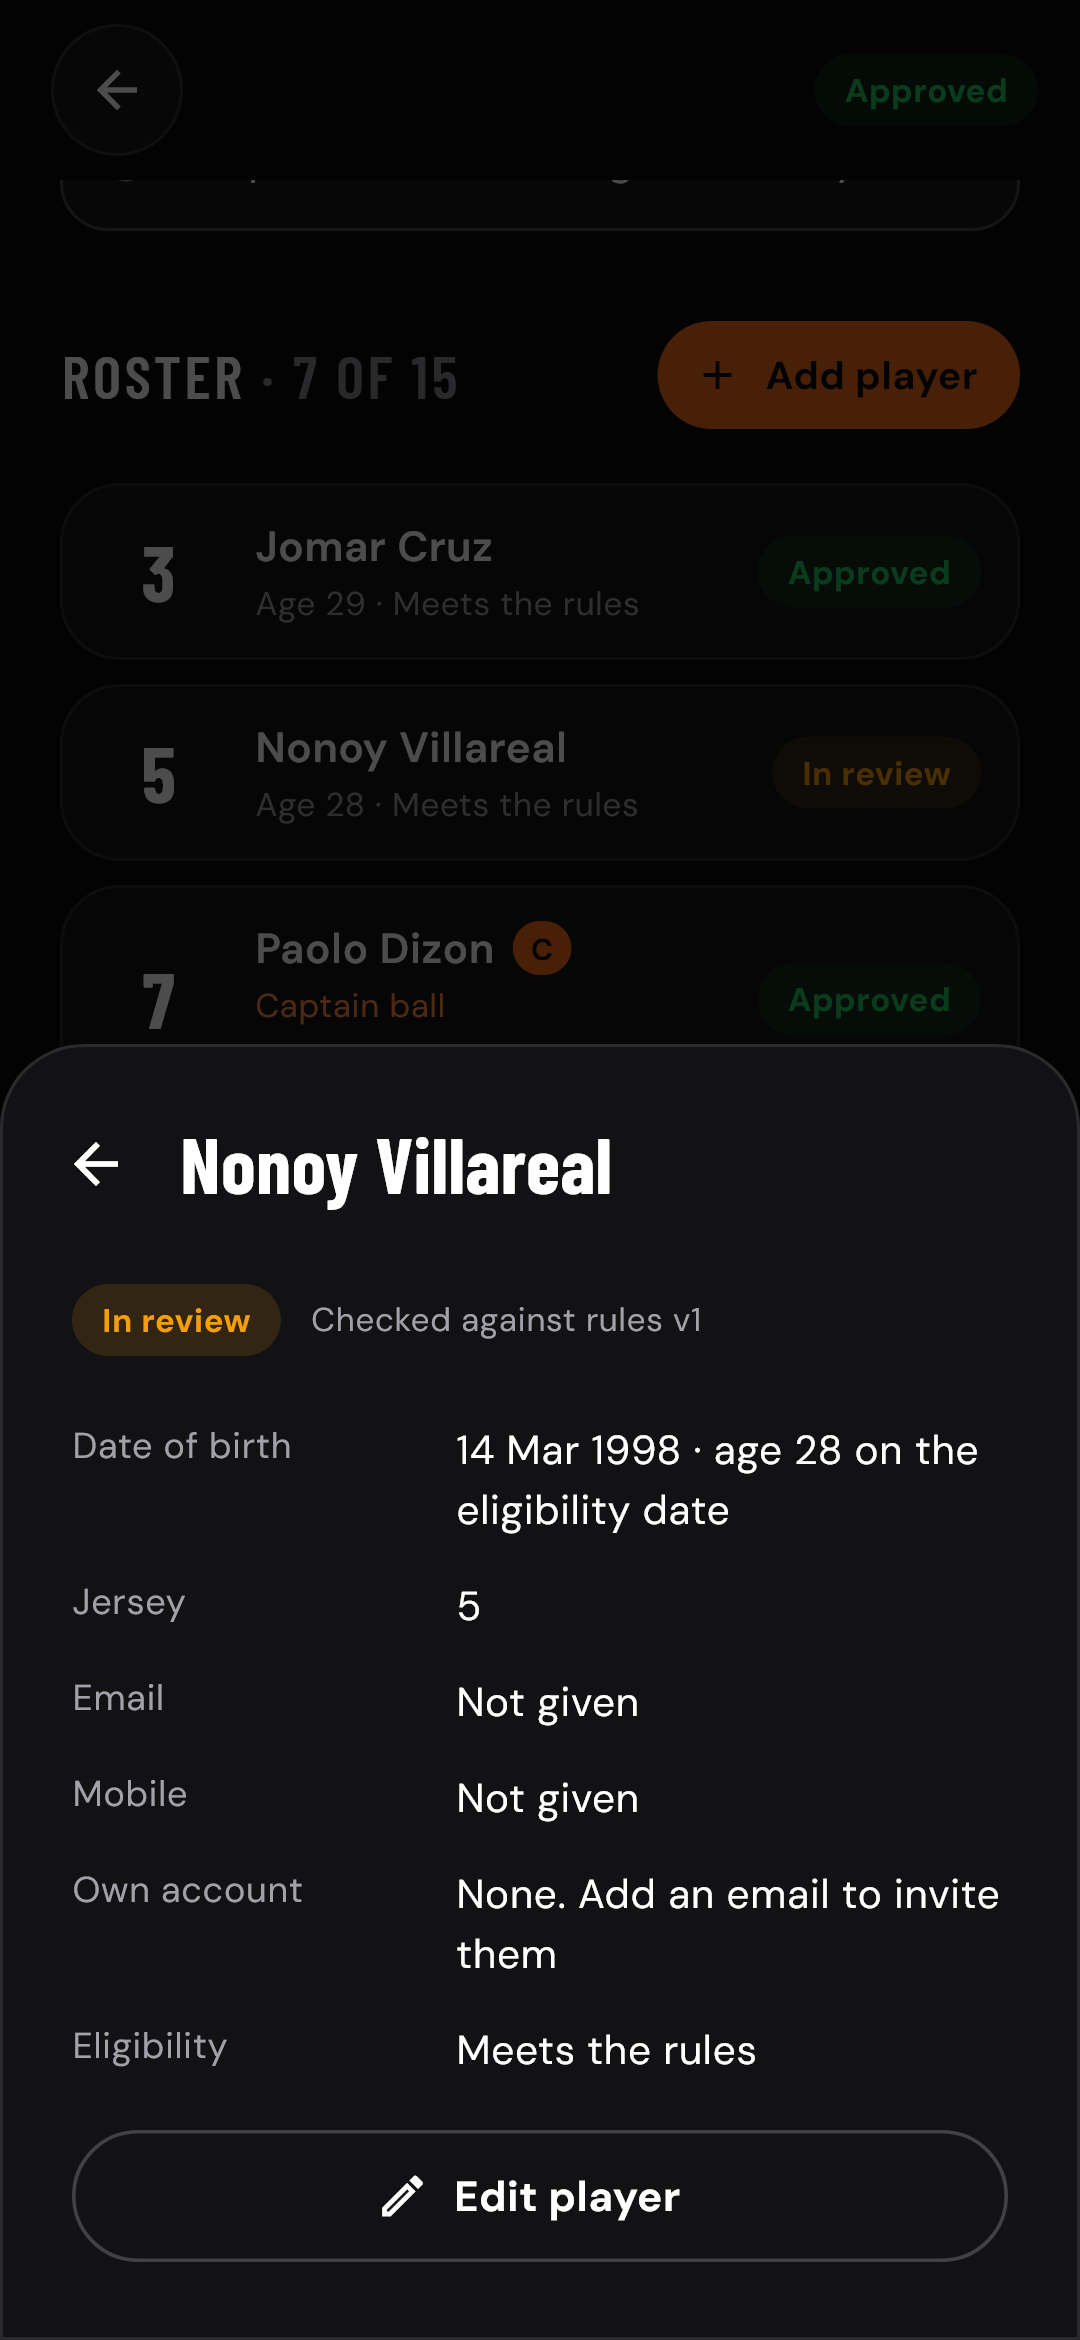 Approved
ROSTER · 7 OF 15
+ Add player
3
Jomar Cruz
Age 29 · Meets the rules
Approved
5
Nonoy Villareal
Age 28 · Meets the rules
In review
7
Paolo Dizon C
Captain ball
Approved
Nonoy Villareal
In review
Checked against rules v1
Date of birth
14 Mar 1998 · age 28 on the
eligibility date
Jersey
5
Email
Not given
Mobile
Not given
Own account
None. Add an email to invite
them
Eligibility
Meets the rules
Edit player